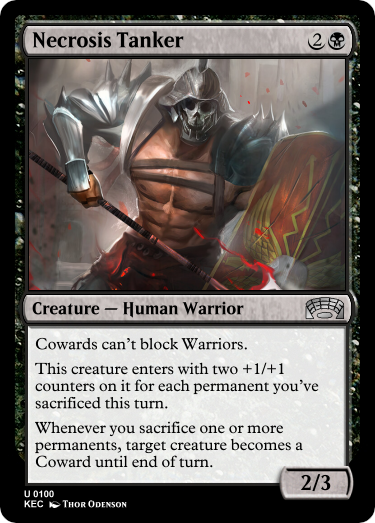 Necrosis Tanker 2
Creature — Human Warrior
Cowards can't block Warriors.
This creature enters with two +1/+1
counters on it for each permanent you've
sacrificed this turn.
Whenever you sacrifice one or more
permanents, target creature becomes a
Coward until end of turn.
2/3
U 0100
KEC Thor Odenson